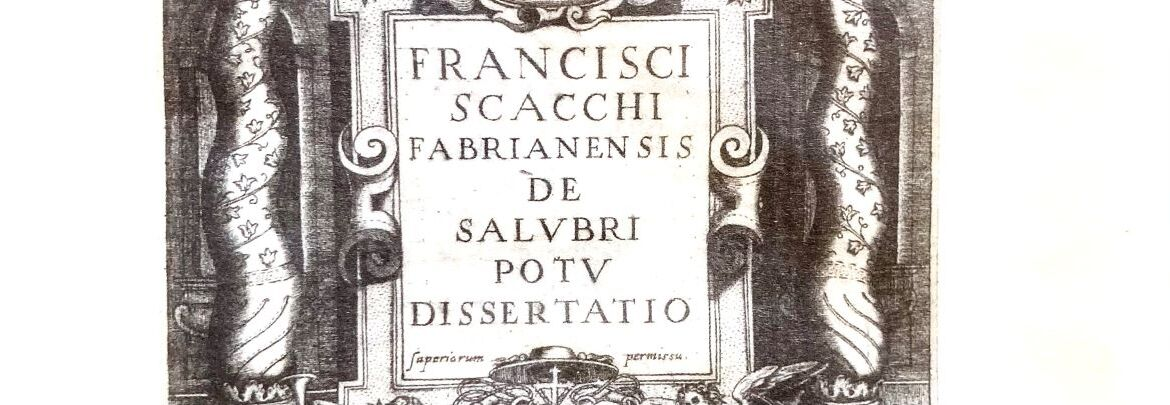 FRANCISCI
SCACCHI
FABRIANENSIS
DE
SALVBRI
POTV
DISSERTATIO
ſuperiorum permissu.